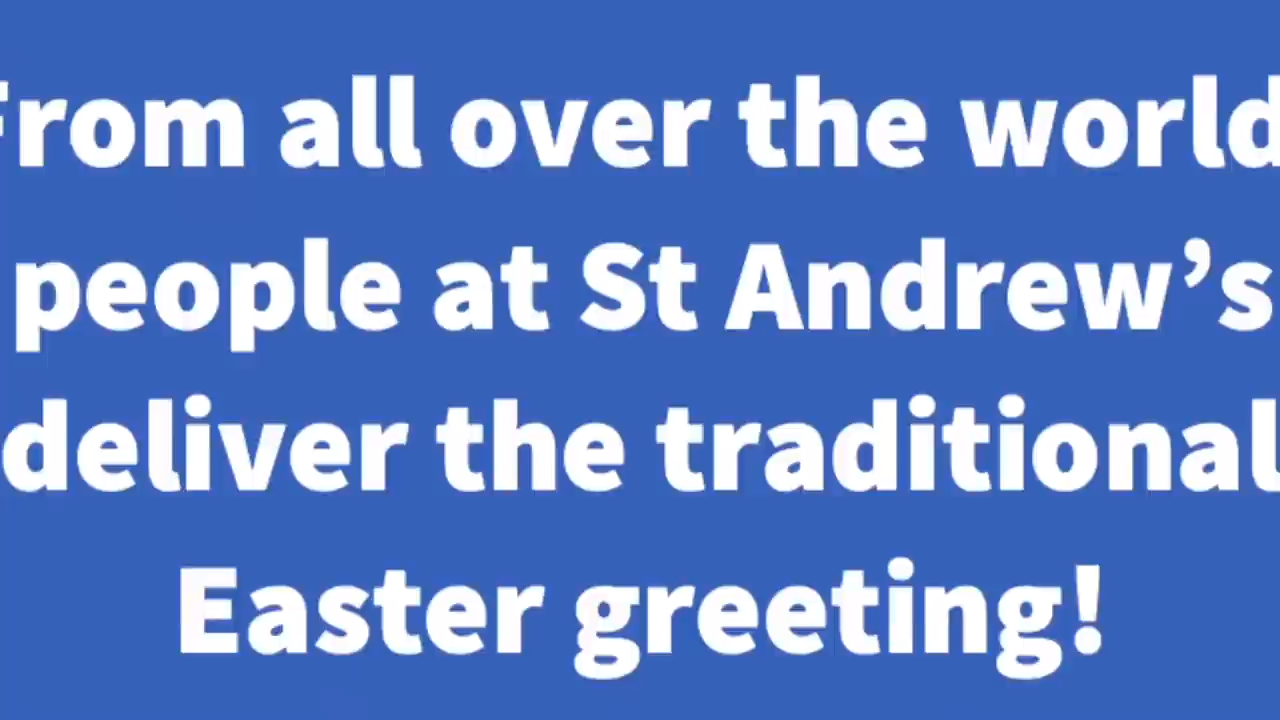 From all over the world
people at St Andrew’s
deliver the traditional
Easter greeting!